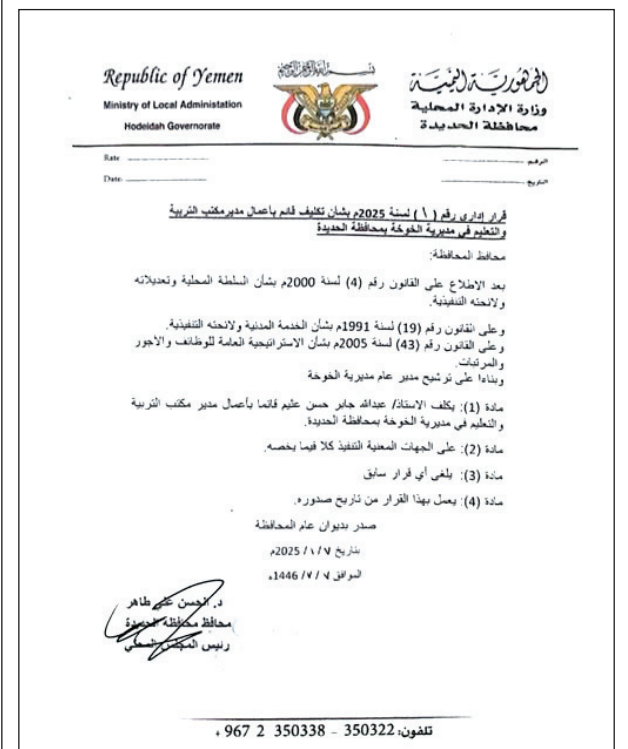 Republic of Yemen
Ministry of Local Administation
Hodeidah Governorate
بسم الله الرحمن الرحيم
الجمهورية اليمنية
وزارة الإدارة المحلية
محافظة الحديدة
Rate
Date:
الرقم
التاريخ
قرار إداري رقم (١) لسنة 2025م بشأن تكليف قائم بأعمال مدير مكتب التربية
والتعليم في مديرية الخوخة بمحافظة الحديدة
محافظ المحافظة:
بعد الاطلاع على القانون رقم (4) لسنة 2000م بشأن السلطة المحلية وتعديلاته
ولائحته التنفيذية.
وعلى القانون رقم (19) لسنة 1991م بشأن الخدمة المدنية ولائحته التنفيذية.
وعلى القانون رقم (43) لسنة 2005م بشأن الاستراتيجية العامة للوظائف والأجور
والمرتبات.
وبناءا على ترشيح مدير عام مديرية الخوخة
مادة (1): يكلف الاستاذ/ عبدالله جابر حسن عليم قائما بأعمال مدير مكتب التربية
والتعليم في مديرية الخوخة بمحافظة الحديدة.
مادة (2): على الجهات المعنية التنفيذ كلا فيما يخصه.
مادة (3): يلغى أي قرار سابق
مادة (4): يعمل بهذا القرار من تاريخ صدوره.
صدر بديوان عام المحافظة
بتاريخ ٧ / ١ / 2025م
الموافق ٧ / ٧ / 1446هـ
د. الحسن علي طاهر
محافظ محافظة الحديدة
رئيس المجلس المحلي
تلفون: 350322 – 350338 2 967 +